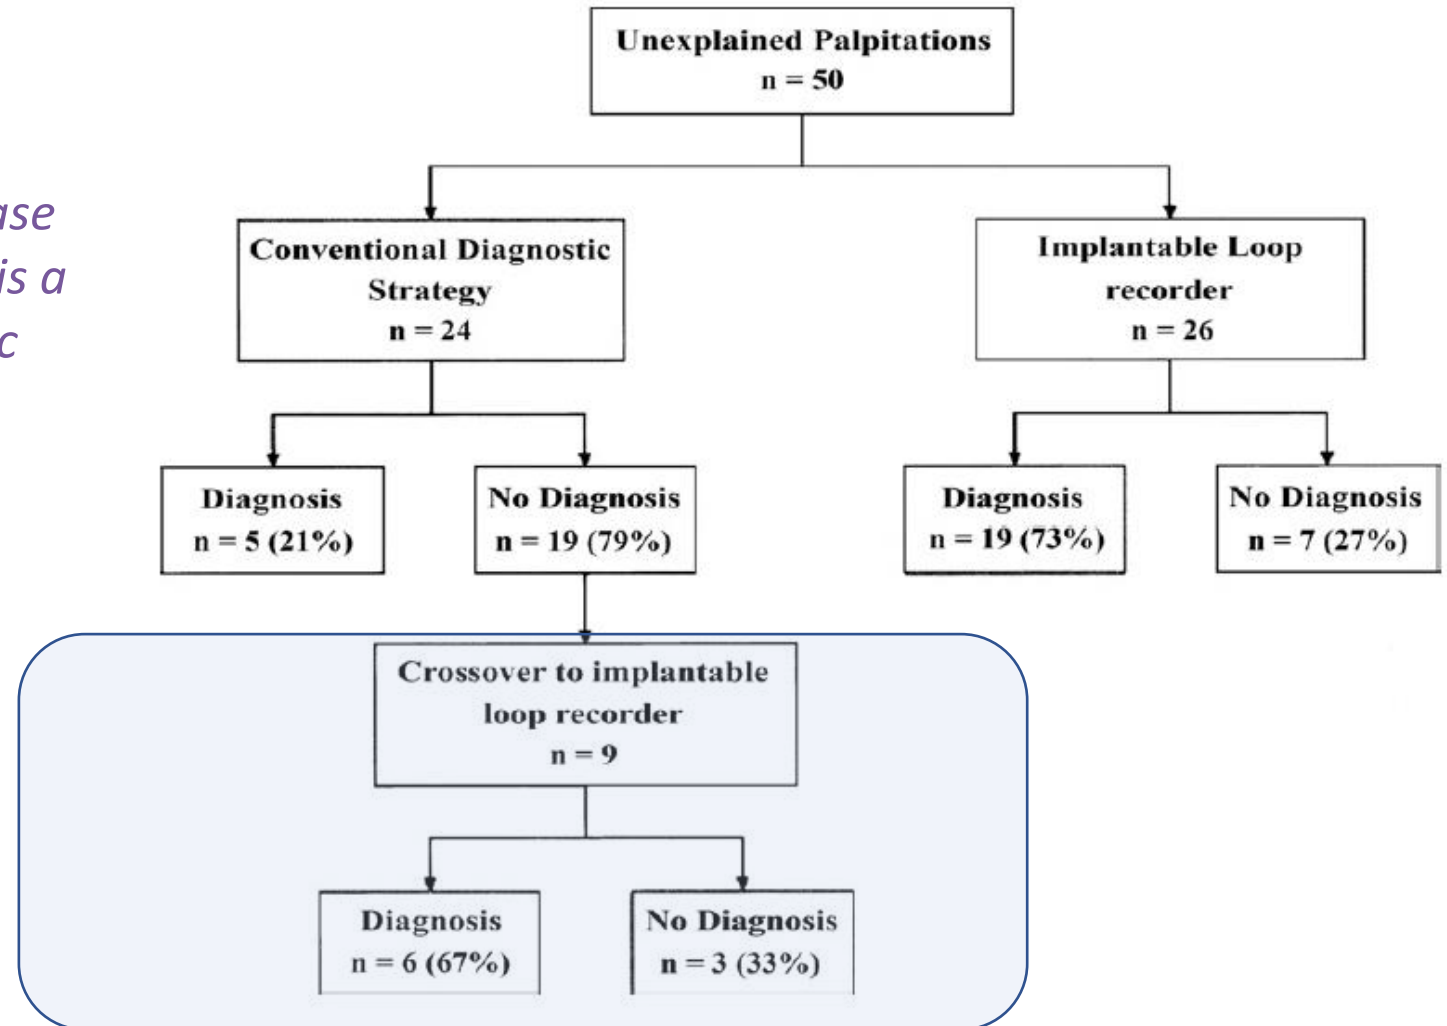 Unexplained Palpitations
n = 50
is a
Conventional Diagnostic
Strategy
n = 24
Implantable Loop
recorder
n = 26
Diagnosis
n = 5 (21%)
No Diagnosis
n = 19 (79%)
Diagnosis
n = 19 (73%)
No Diagnosis
n = 7 (27%)
Crossover to implantable
loop recorder
n = 9
Diagnosis
n = 6 (67%)
No Diagnosis
n = 3 (33%)